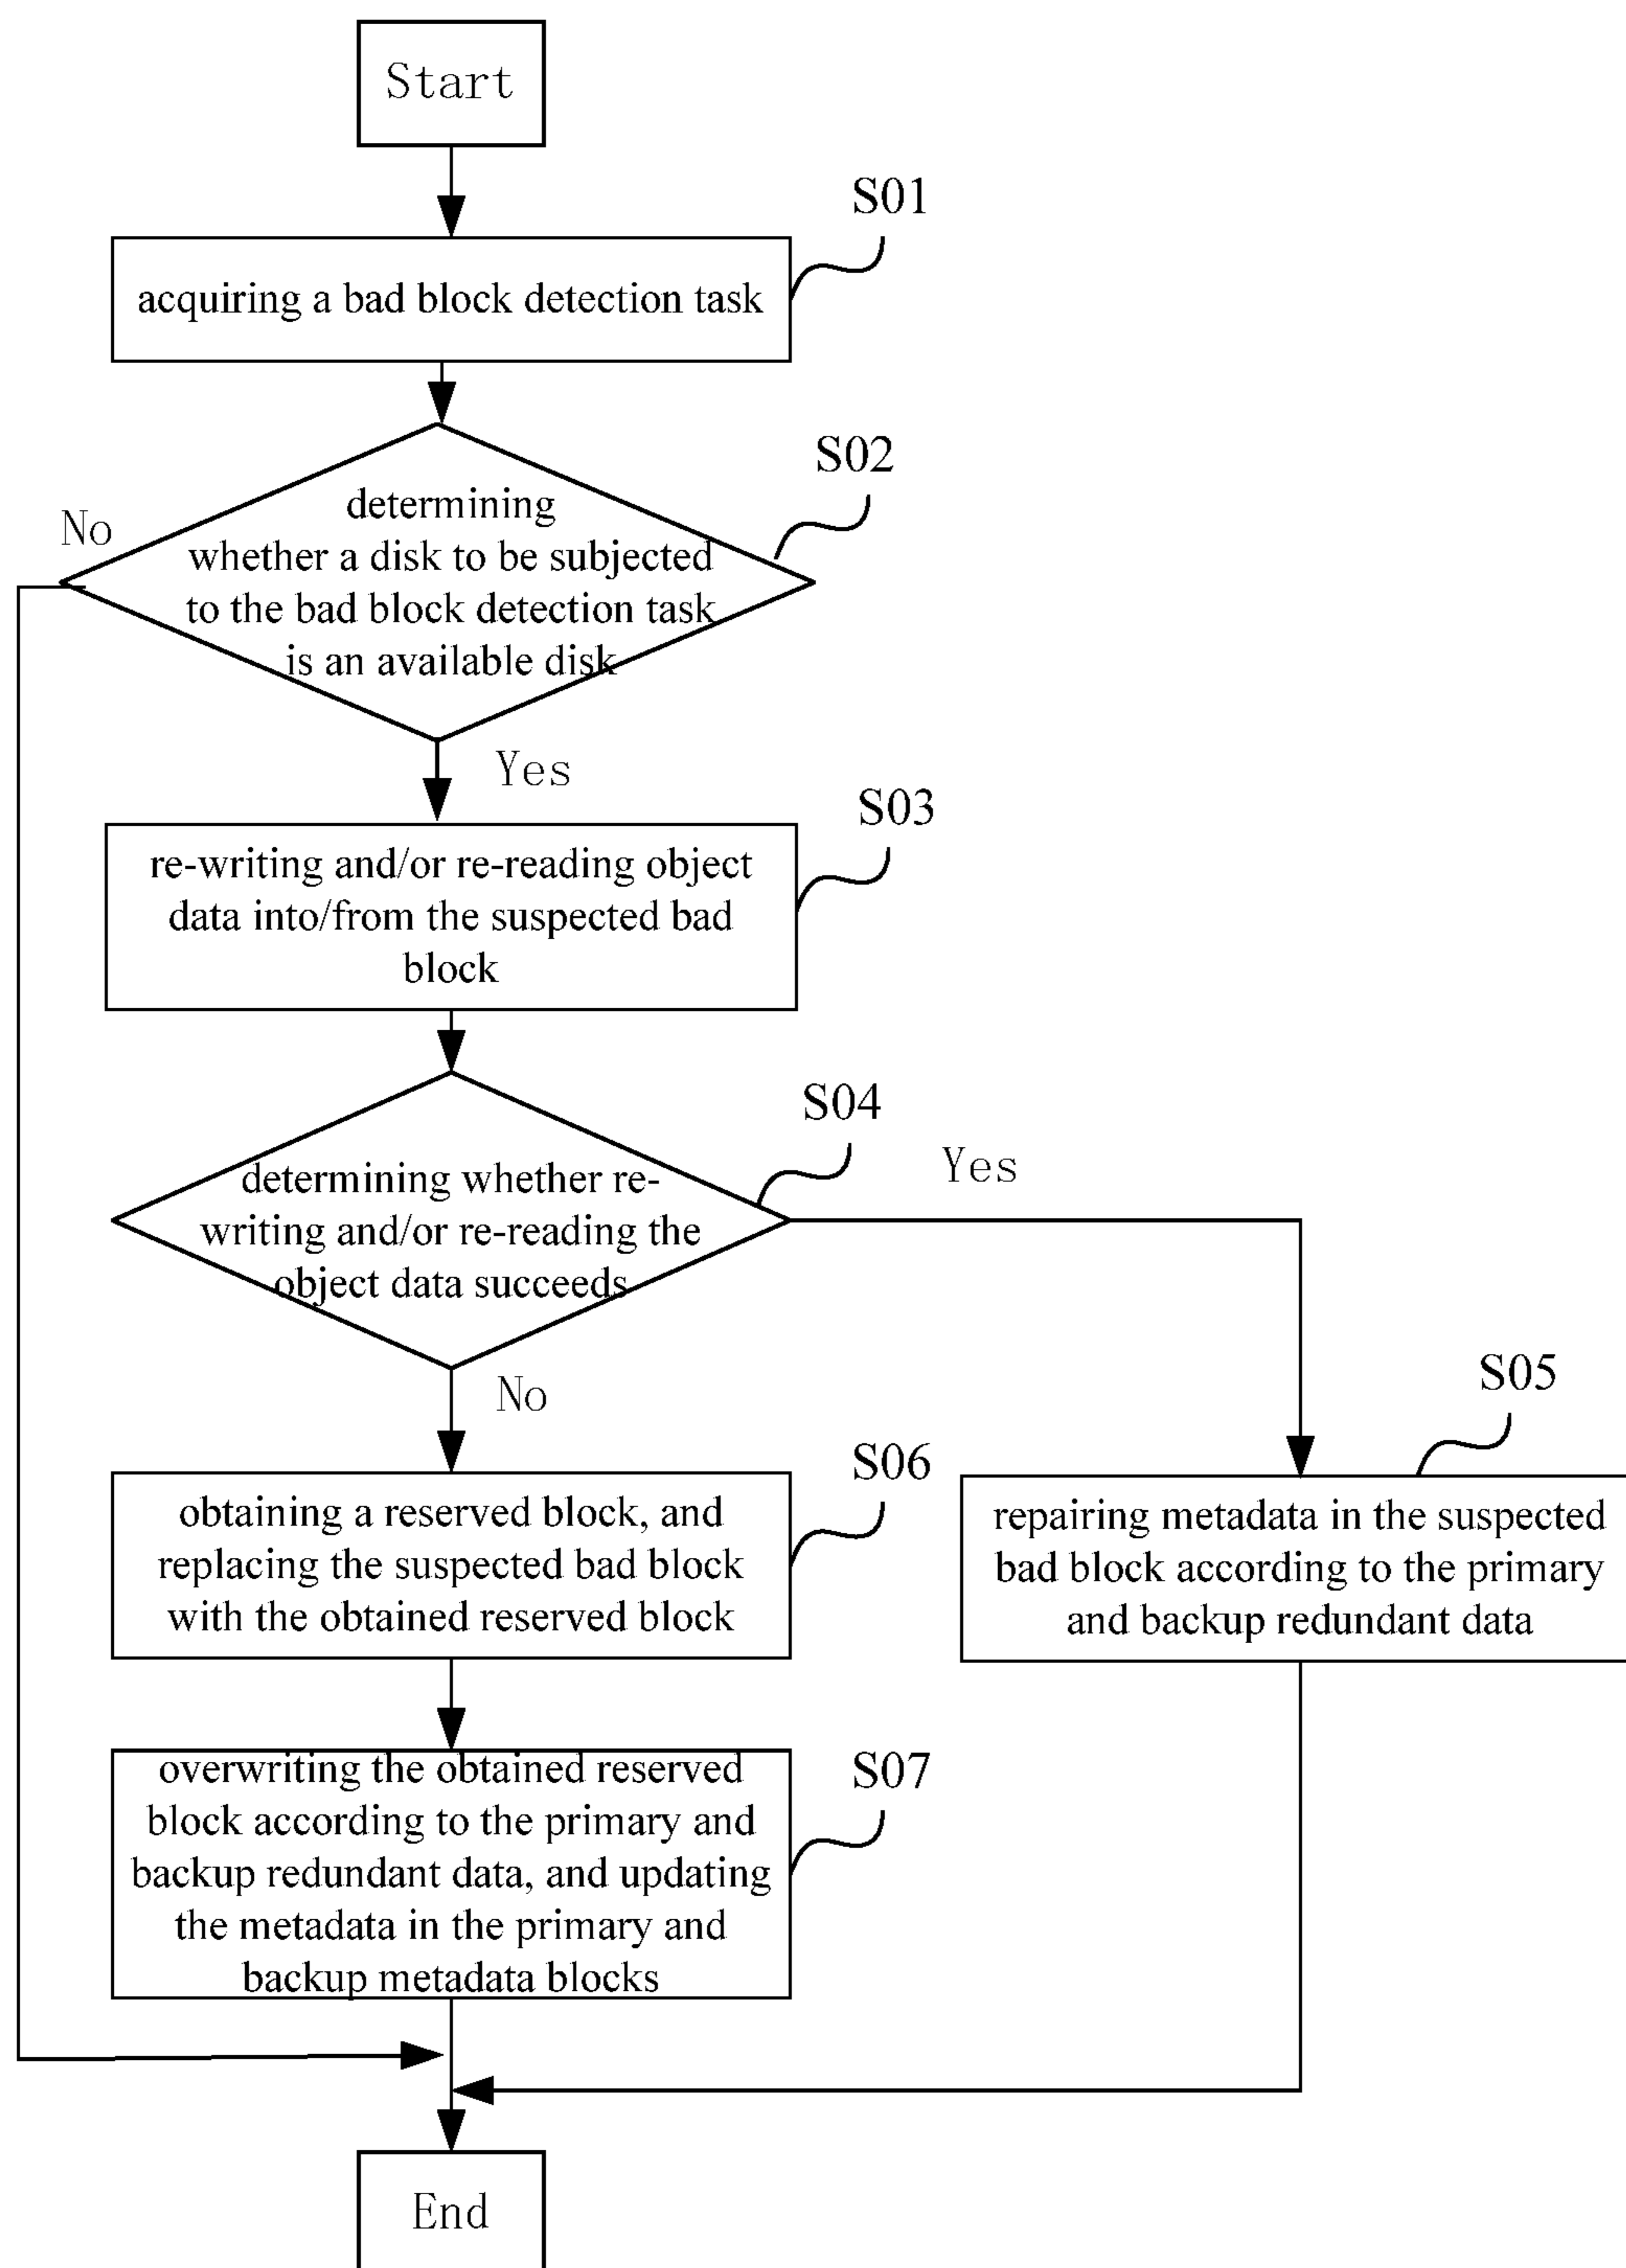 Start
S01
acquiring a bad block detection task
S02
No
determining
whether a disk to be subjected
to the bad block detection task
is an available disk
Yes
S03
re-writing and/or re-reading object
data into/from the suspected bad
block
S04
Yes
determining whether re-
writing and/or re-reading the
object data succeeds
No
S05
repairing metadata in the suspected
bad block according to the primary
and backup redundant data
S06
obtaining a reserved block, and
replacing the suspected bad block
with the obtained reserved block
S07
overwriting the obtained reserved
block according to the primary and
backup redundant data, and updating
the metadata in the primary and
backup metadata blocks
End